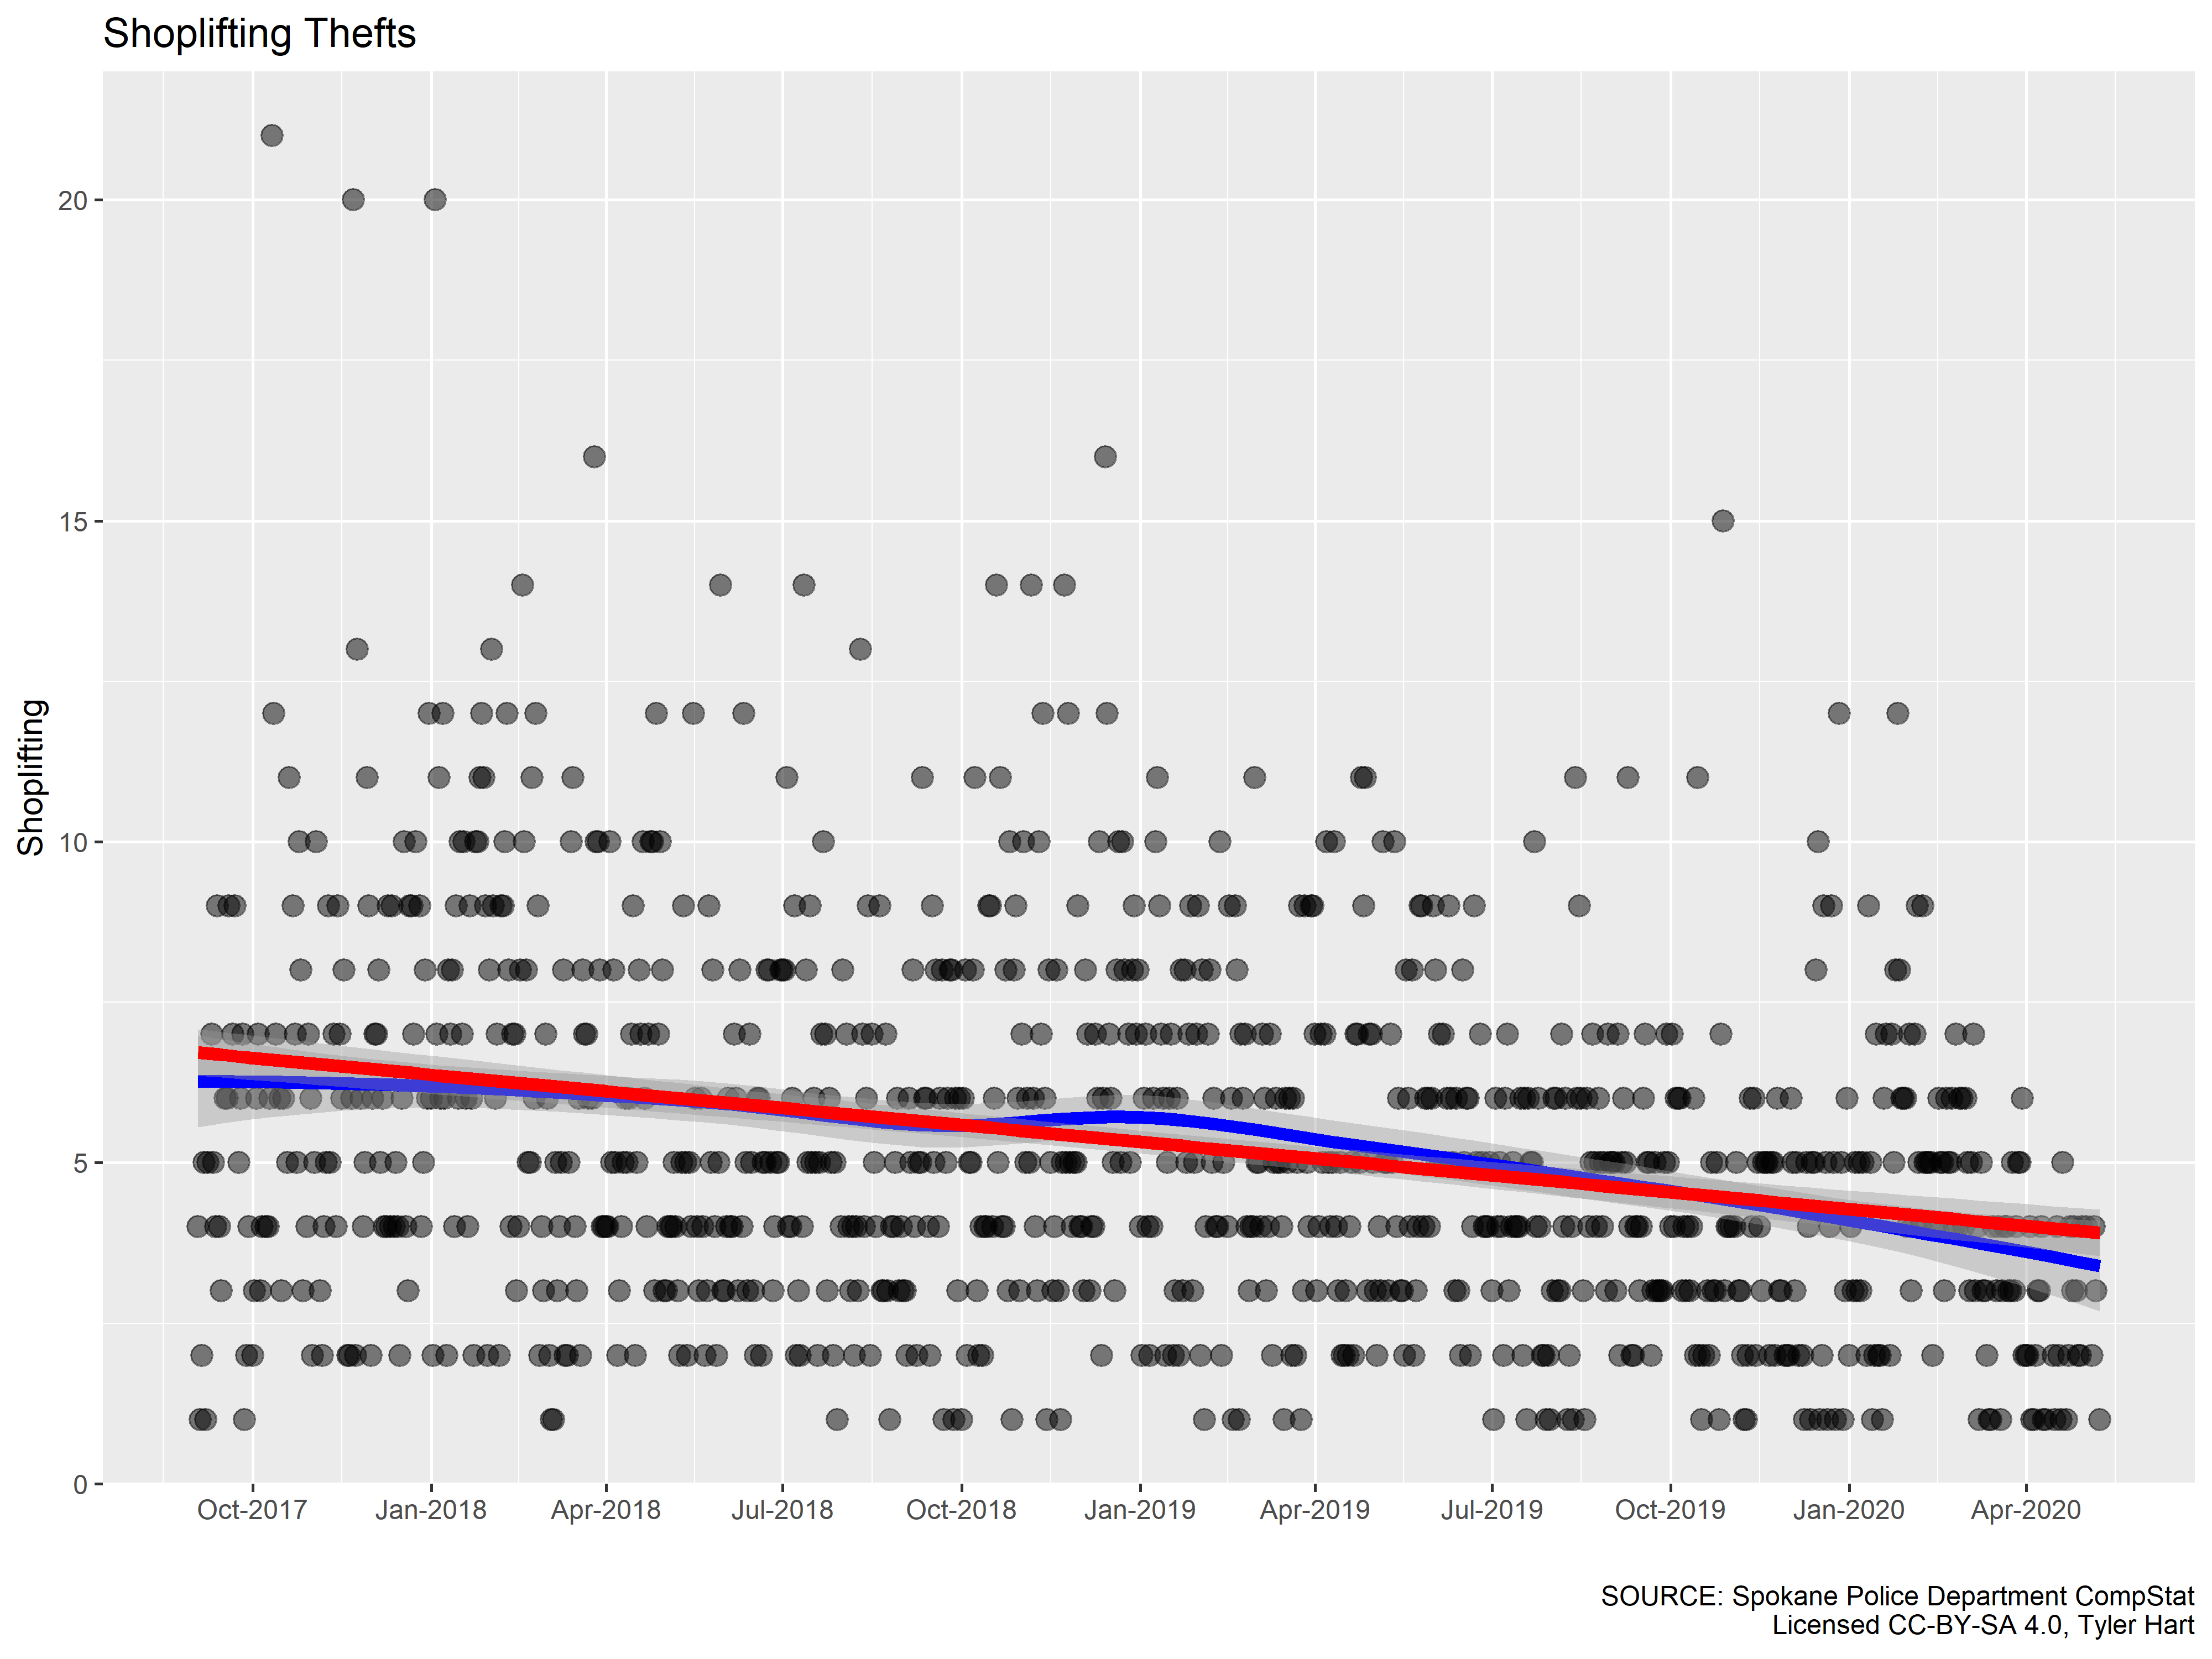 Shoplifting Thefts
Shoplifting
20
15
10
5
0
Oct-2017 Jan-2018 Apr-2018 Jul-2018 Oct-2018 Jan-2019 Apr-2019 Jul-2019 Oct-2019 Jan-2020 Apr-2020
SOURCE: Spokane Police Department CompStat
Licensed CC-BY-SA 4.0, Tyler Hart